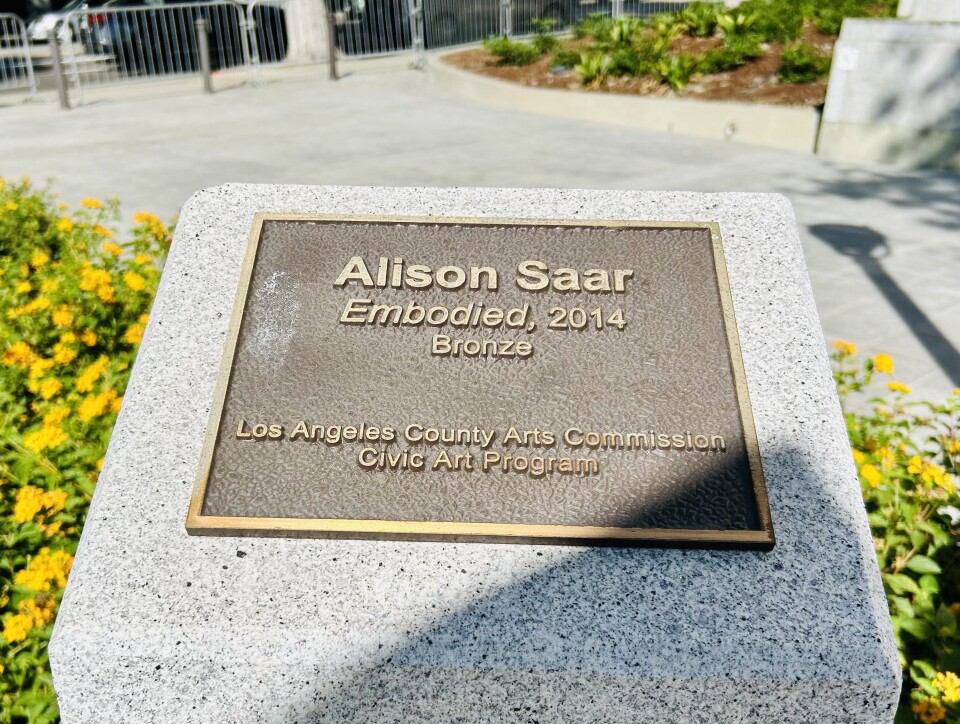 Alison Saar
Embodied, 2014
Bronze
Los Angeles County Arts Commission
Civic Art Program